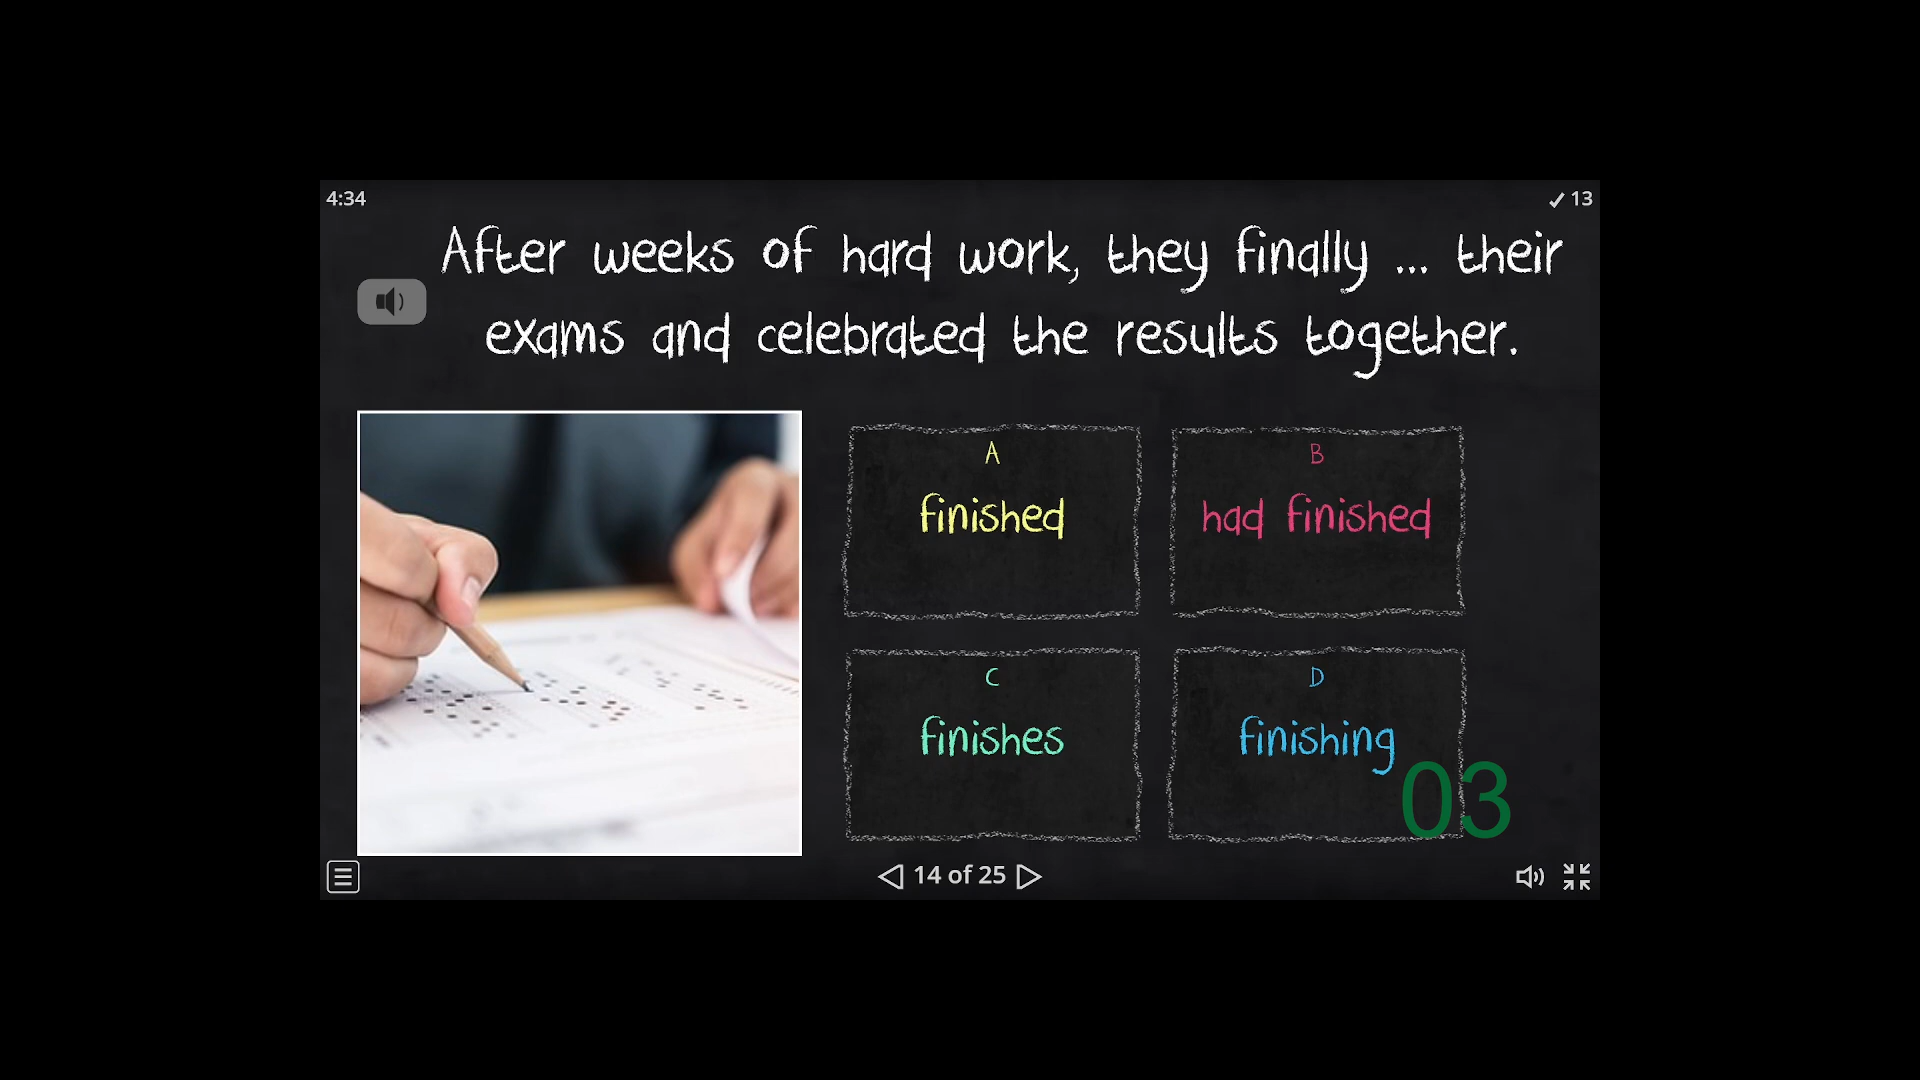 4:34
13
After weeks of hard work, they finally ... their
exams and celebrated the results together.
A
finished
B
had finished
C
finishes
D
finishing
03
14 of 25